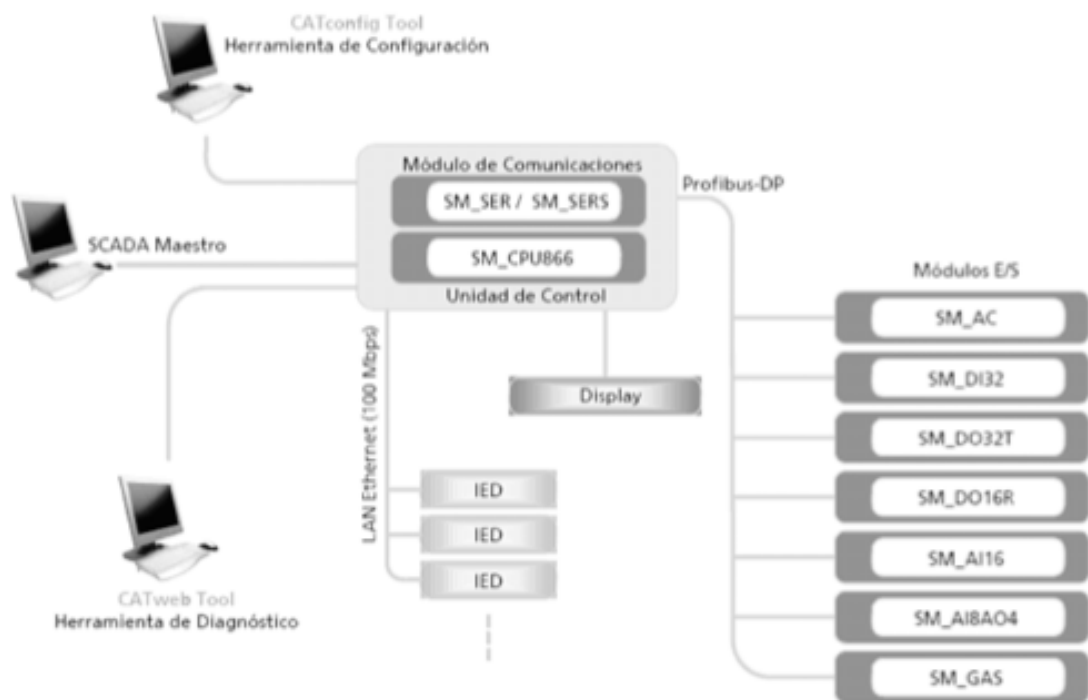 CATconfig Tool
Herramienta de Configuración
Módulo de Comunicaciones
SM_SER / SM_SERS
SM_CPU866
Unidad de Control
Profibus-DP
SCADA Maestro
Módulos E/S
SM_AC
SM_DI32
SM_DO32T
SM_DO16R
SM_AI16
SM_AI8AO4
SM_GAS
LAN Ethernet (100 Mbps)
Display
IED
IED
IED
CATweb Tool
Herramienta de Diagnóstico